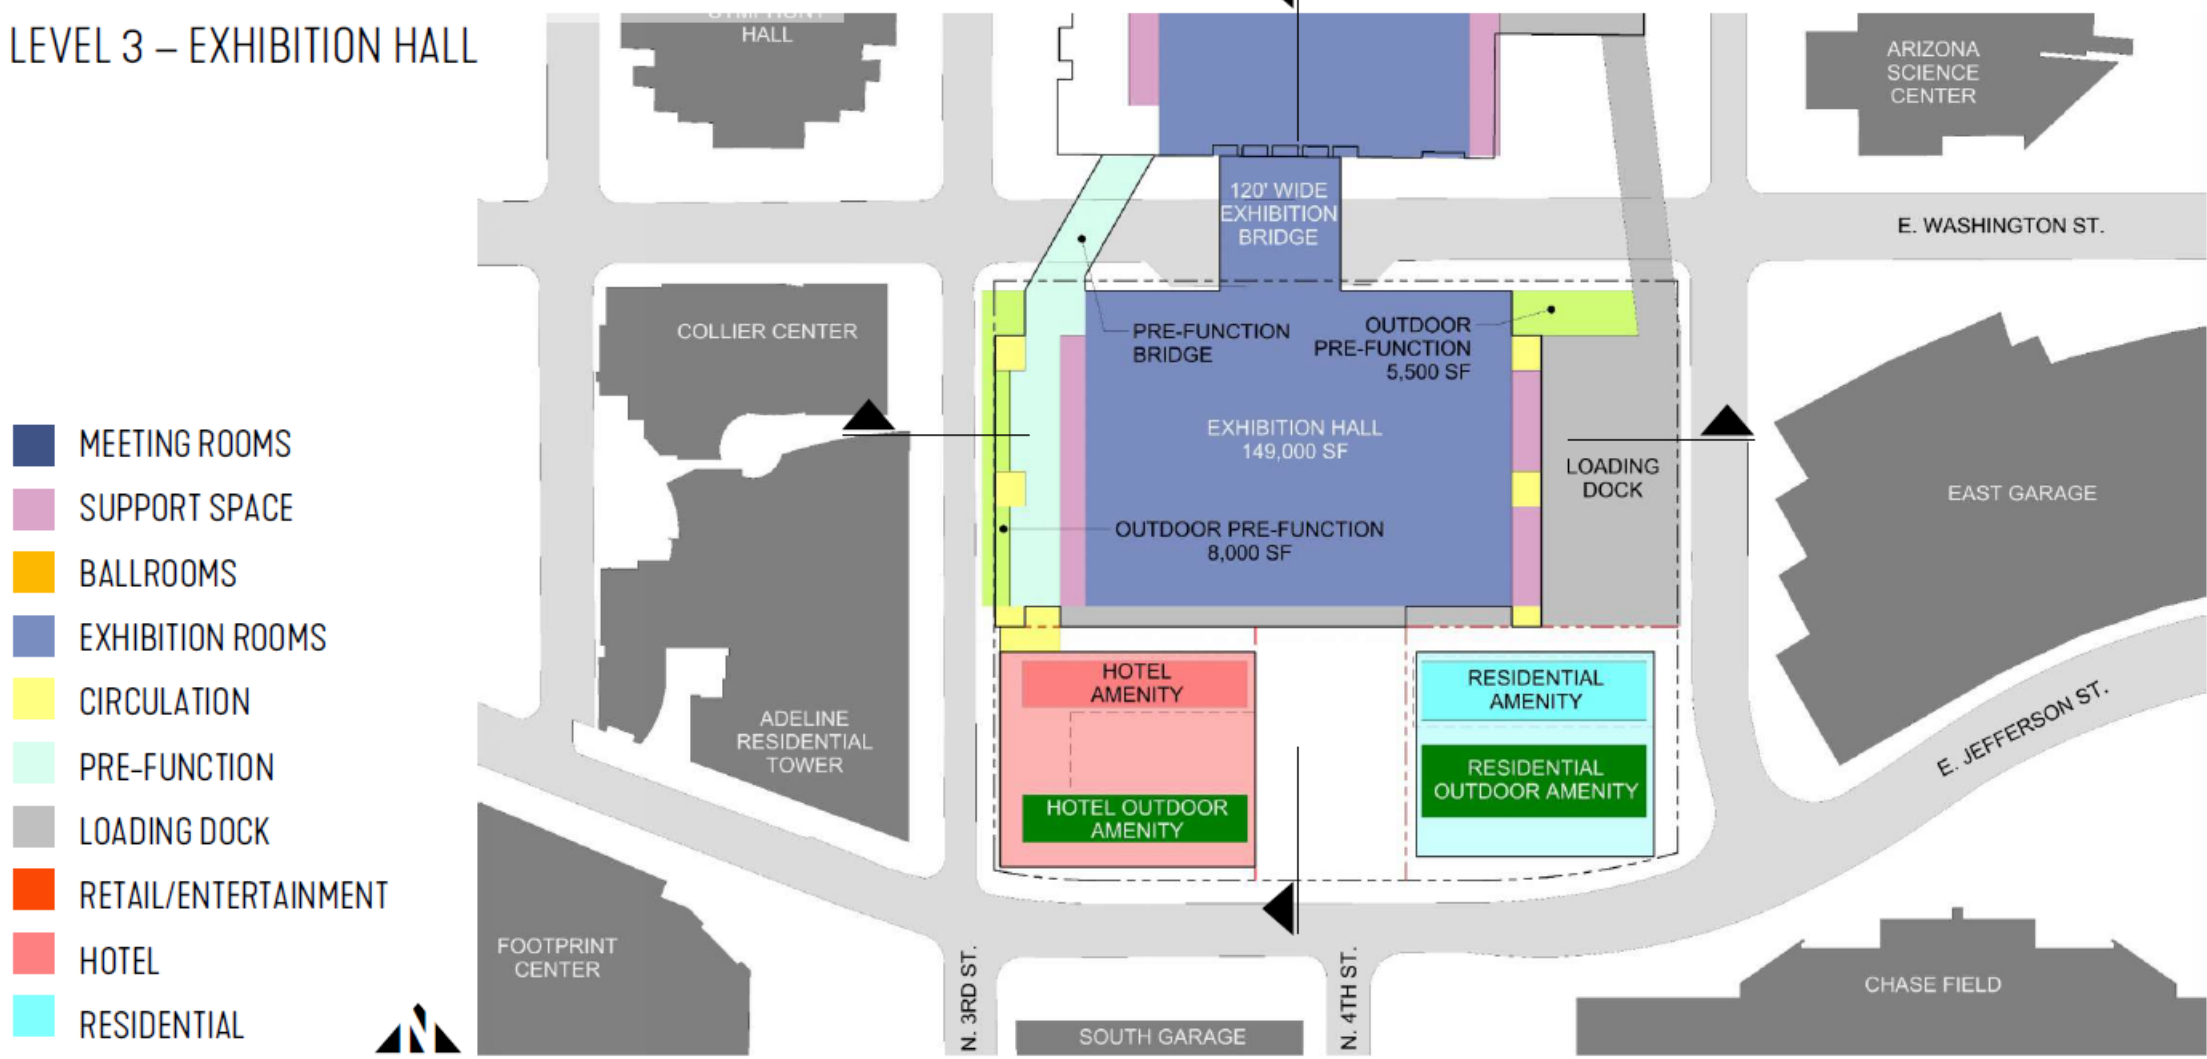 LEVEL 3 – EXHIBITION HALL
HALL
ARIZONA
SCIENCE
CENTER
120' WIDE
EXHIBITION
BRIDGE
E. WASHINGTON ST.
COLLIER CENTER
PRE-FUNCTION
BRIDGE
OUTDOOR
PRE-FUNCTION
5,500 SF
EXHIBITION HALL
149,000 SF
LOADING
DOCK
EAST GARAGE
OUTDOOR PRE-FUNCTION
8,000 SF
HOTEL
AMENITY
RESIDENTIAL
AMENITY
ADELINE
RESIDENTIAL
TOWER
RESIDENTIAL
OUTDOOR AMENITY
HOTEL OUTDOOR
AMENITY
E. JEFFERSON ST.
FOOTPRINT
CENTER
N. 3RD ST.
SOUTH GARAGE
N. 4TH ST.
CHASE FIELD
MEETING ROOMS
SUPPORT SPACE
BALLROOMS
EXHIBITION ROOMS
CIRCULATION
PRE-FUNCTION
LOADING DOCK
RETAIL/ENTERTAINMENT
HOTEL
RESIDENTIAL
N